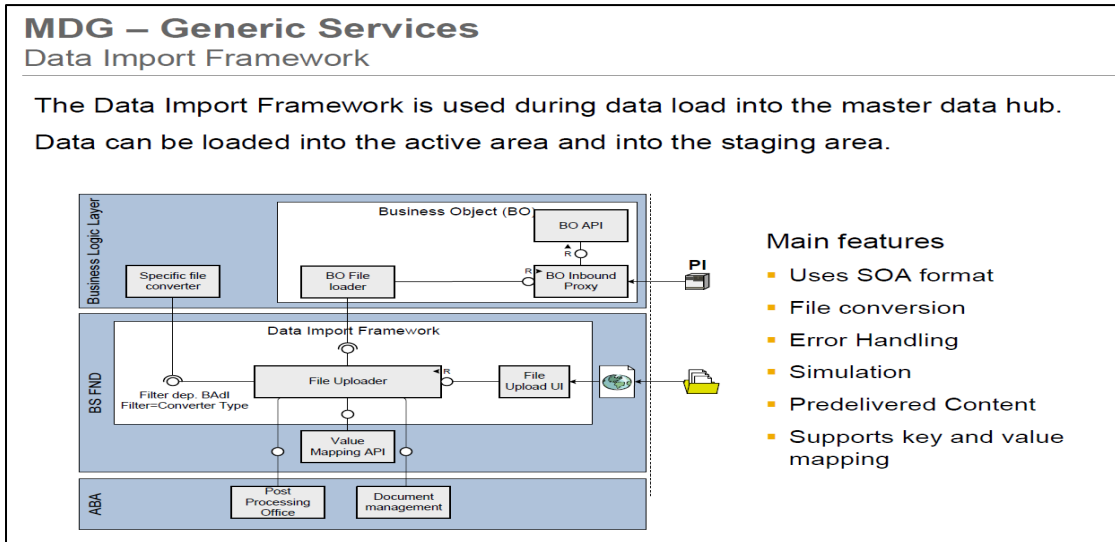 MDG – Generic Services
Data Import Framework
The Data Import Framework is used during data load into the master data hub.
Data can be loaded into the active area and into the staging area.
Business Logic Layer
Business Object (BO)
BO API
R
Specific file
converter
BO File
loader
R
BO Inbound
Proxy
PI
BS FND
Data Import Framework
File Uploader
R
File
Upload UI
Filter dep. BAdI
Filter=Converter Type
Value
Mapping API
ABA
Post
Processing
Office
Document
management
Main features
Uses SOA format
File conversion
Error Handling
Simulation
Predelivered Content
Supports key and value
mapping